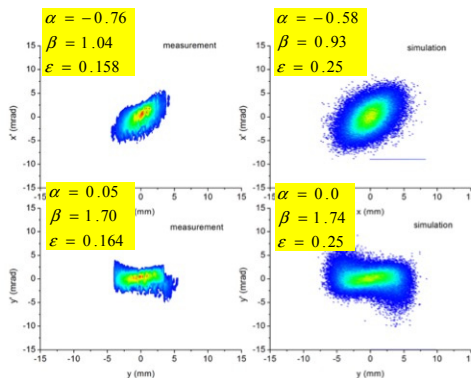 α = −0.76
β = 1.04
ε = 0.158
measurement
x' (mrad)
15
10
5
0
-5
-10
-15
-15 -10 -5 0 5 10 15
x (mm)
α = −0.58
β = 0.93
ε = 0.25
simulation
x' (mrad)
-5
-10
-15
-15 -10 5 10 15
x (mm)
α = 0.05
β = 1.70
ε = 0.164
measurement
y' (mrad)
0
-5
-10
-15
-15 -10 -5 0 5 10 15
y (mm)
α = 0.0
β = 1.74
ε = 0.25
simulation
y' (mrad)
0
-5
-10
-15
-15 -10 -5 0 5 10 15
y (mm)